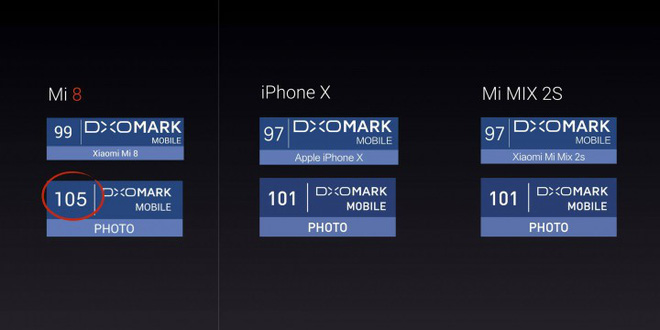 Mi 8
99 DXOMARK
MOBILE
Xiaomi Mi 8
105 DXOMARK
MOBILE
PHOTO
iPhone X
97 DXOMARK
MOBILE
Apple iPhone X
101 DXOMARK
MOBILE
PHOTO
Mi MIX 2S
97 DXOMARK
MOBILE
Xiaomi Mi Mix 2s
101 DXOMARK
MOBILE
PHOTO